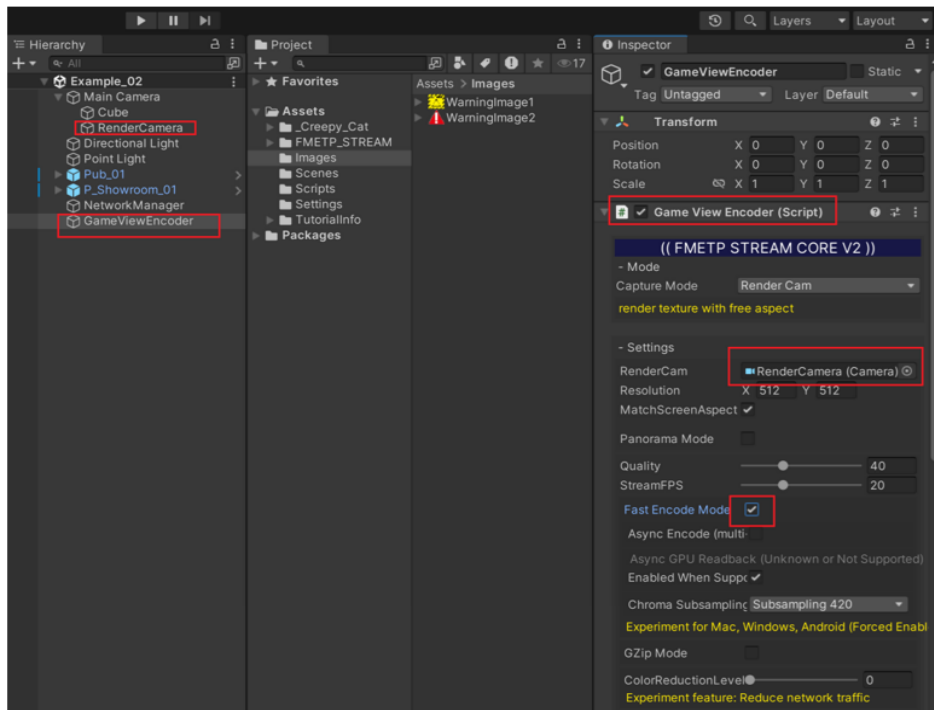 Layers
Layout
Hierarchy
All
Example_02
Main Camera
Cube
RenderCamera
Directional Light
Point Light
Pub_01
P_Showroom_01
NetworkManager
GameViewEncoder
Project
17
Favorites
Assets
_Creepy_Cat
FMETP_STREAM
Images
Scenes
Scripts
Settings
TutorialInfo
Packages
Assets > Images
WarningImage1
WarningImage2
Inspector
GameViewEncoder Static
Tag Untagged Layer Default
Transform
Position X 0 Y 0 Z 0
Rotation X 0 Y 0 Z 0
Scale X 1 Y 1 Z 1
# Game View Encoder (Script)
(( FMETP STREAM CORE V2 ))
- Mode
Capture Mode Render Cam
render texture with free aspect
- Settings
RenderCam RenderCamera (Camera)
Resolution X 512 Y 512
MatchScreenAspect
Panorama Mode
Quality 40
StreamFPS 20
Fast Encode Mode
Async Encode (multi-
Async GPU Readback (Unknown or Not Supported)
Enabled When Suppo
Chroma Subsampling Subsampling 420
Experiment for Mac, Windows, Android (Forced Enabl
GZip Mode
ColorReductionLevel 0
Experiment feature: Reduce network traffic